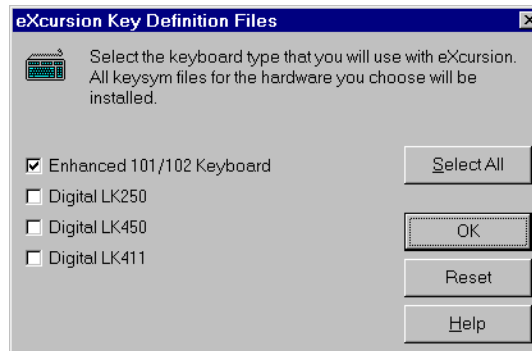 eXcursion Key Definition Files
Select the keyboard type that you will use with eXcursion.
All keysym files for the hardware you choose will be
installed.
Enhanced 101/102 Keyboard
Select All
Digital LK250
Digital LK450
OK
Digital LK411
Reset
Help